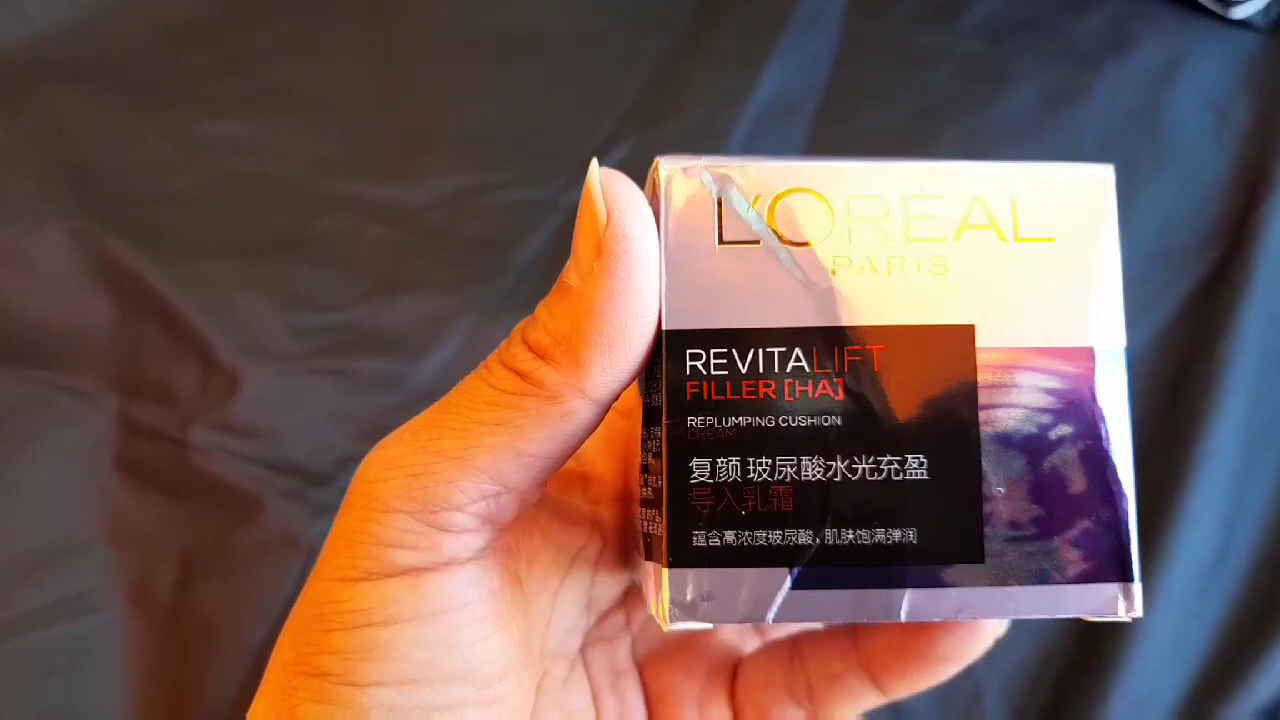 L'ORÉAL
PARIS
REVITALIFT
FILLER [HA]
REPLUMPING CUSHION
CREAM
复颜 玻尿酸水光充盈
导入乳霜
蕴含高浓度玻尿酸，肌肤饱满弹润